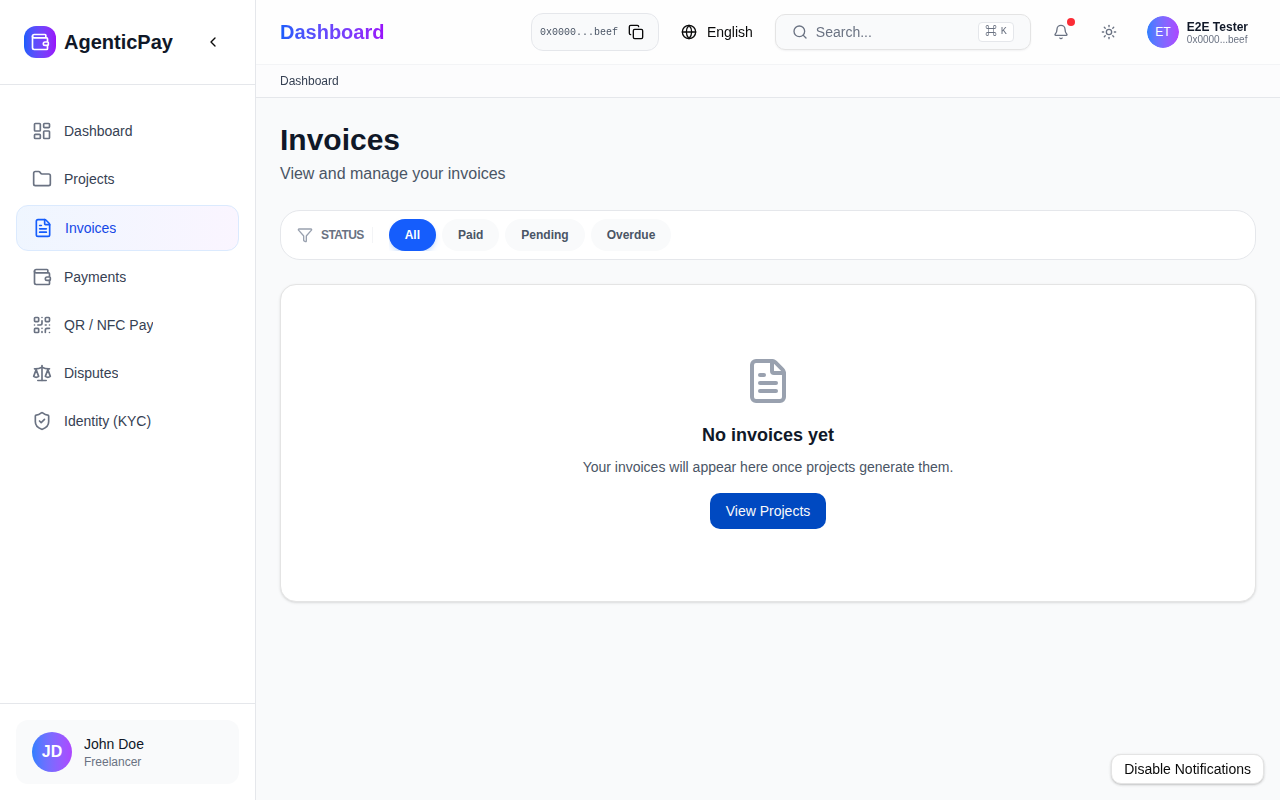 AgenticPay
Dashboard
Projects
Invoices
Payments
QR / NFC Pay
Disputes
Identity (KYC)
John Doe
JD
Freelancer
Dashboard
0x0000...beef
English
Search...
⌘ K
ET
E2E Tester
0x0000...beef
Dashboard
Invoices
View and manage your invoices
STATUS
All
Paid
Pending
Overdue
No invoices yet
Your invoices will appear here once projects generate them.
View Projects
Disable Notifications